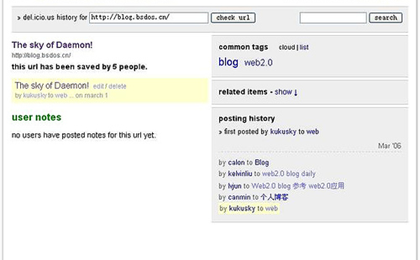 > del.icio.us history for http://blog.bsdos.cn/ check url search
The sky of Daemon!
http://blog.bsdos.cn/
this url has been saved by 5 people.
The sky of Daemon! edit / delete
by kukusky to web ... on march 1
user notes
no users have posted notes for this url yet.
common tags cloud | list
blog web2.0
related items - show ↓
posting history
> first posted by kukusky to web
Mar '06
by calon to Blog
by kelvinliu to web2.0 blog daily
by lvjun to Web2.0 blog 参考 web2.0应用
by canmin to 个人博客
by kukusky to web